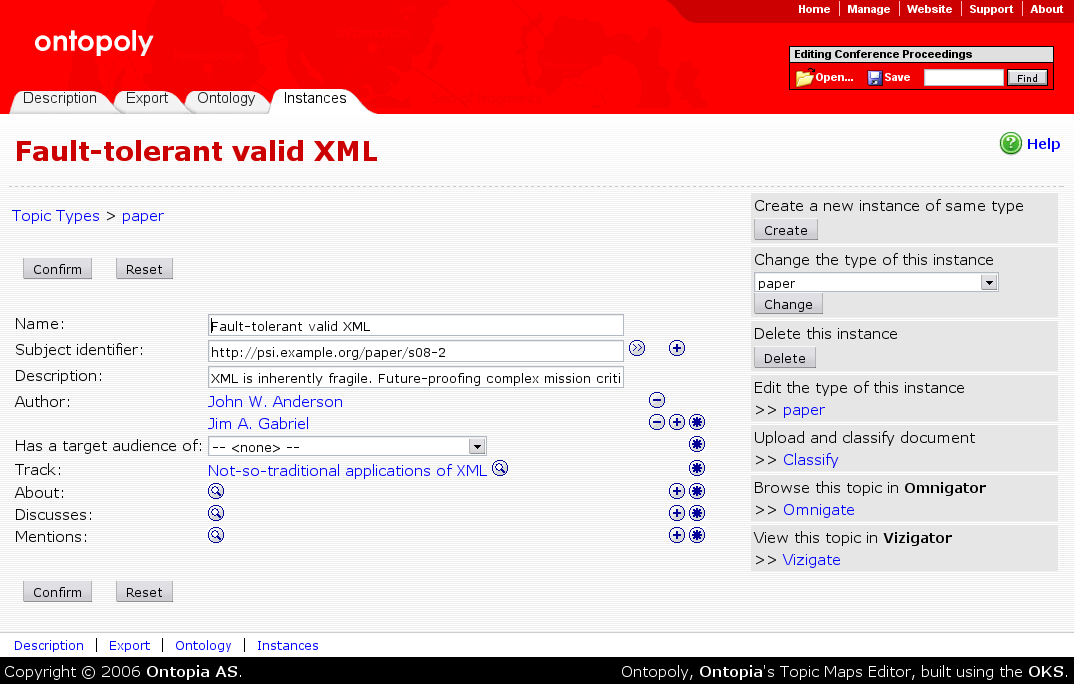 Home Manage Website Support About
ontopoly
Editing Conference Proceedings
Open... Save Find
Description Export Ontology Instances
Fault-tolerant valid XML
Help
Topic Types > paper
Confirm Reset
Name: Fault-tolerant valid XML
Subject identifier: http://psi.example.org/paper/s08-2
Description: XML is inherently fragile. Future-proofing complex mission criti
Author: John W. Anderson
Jim A. Gabriel
Has a target audience of: -- <none> --
Track: Not-so-traditional applications of XML
About:
Discusses:
Mentions:
Confirm Reset
Create a new instance of same type
Create
Change the type of this instance
paper
Change
Delete this instance
Delete
Edit the type of this instance
>> paper
Upload and classify document
>> Classify
Browse this topic in Omnigator
>> Omnigate
View this topic in Vizigator
>> Vizigate
Description | Export | Ontology | Instances
Copyright © 2006 Ontopia AS. Ontopoly, Ontopia's Topic Maps Editor, built using the OKS.